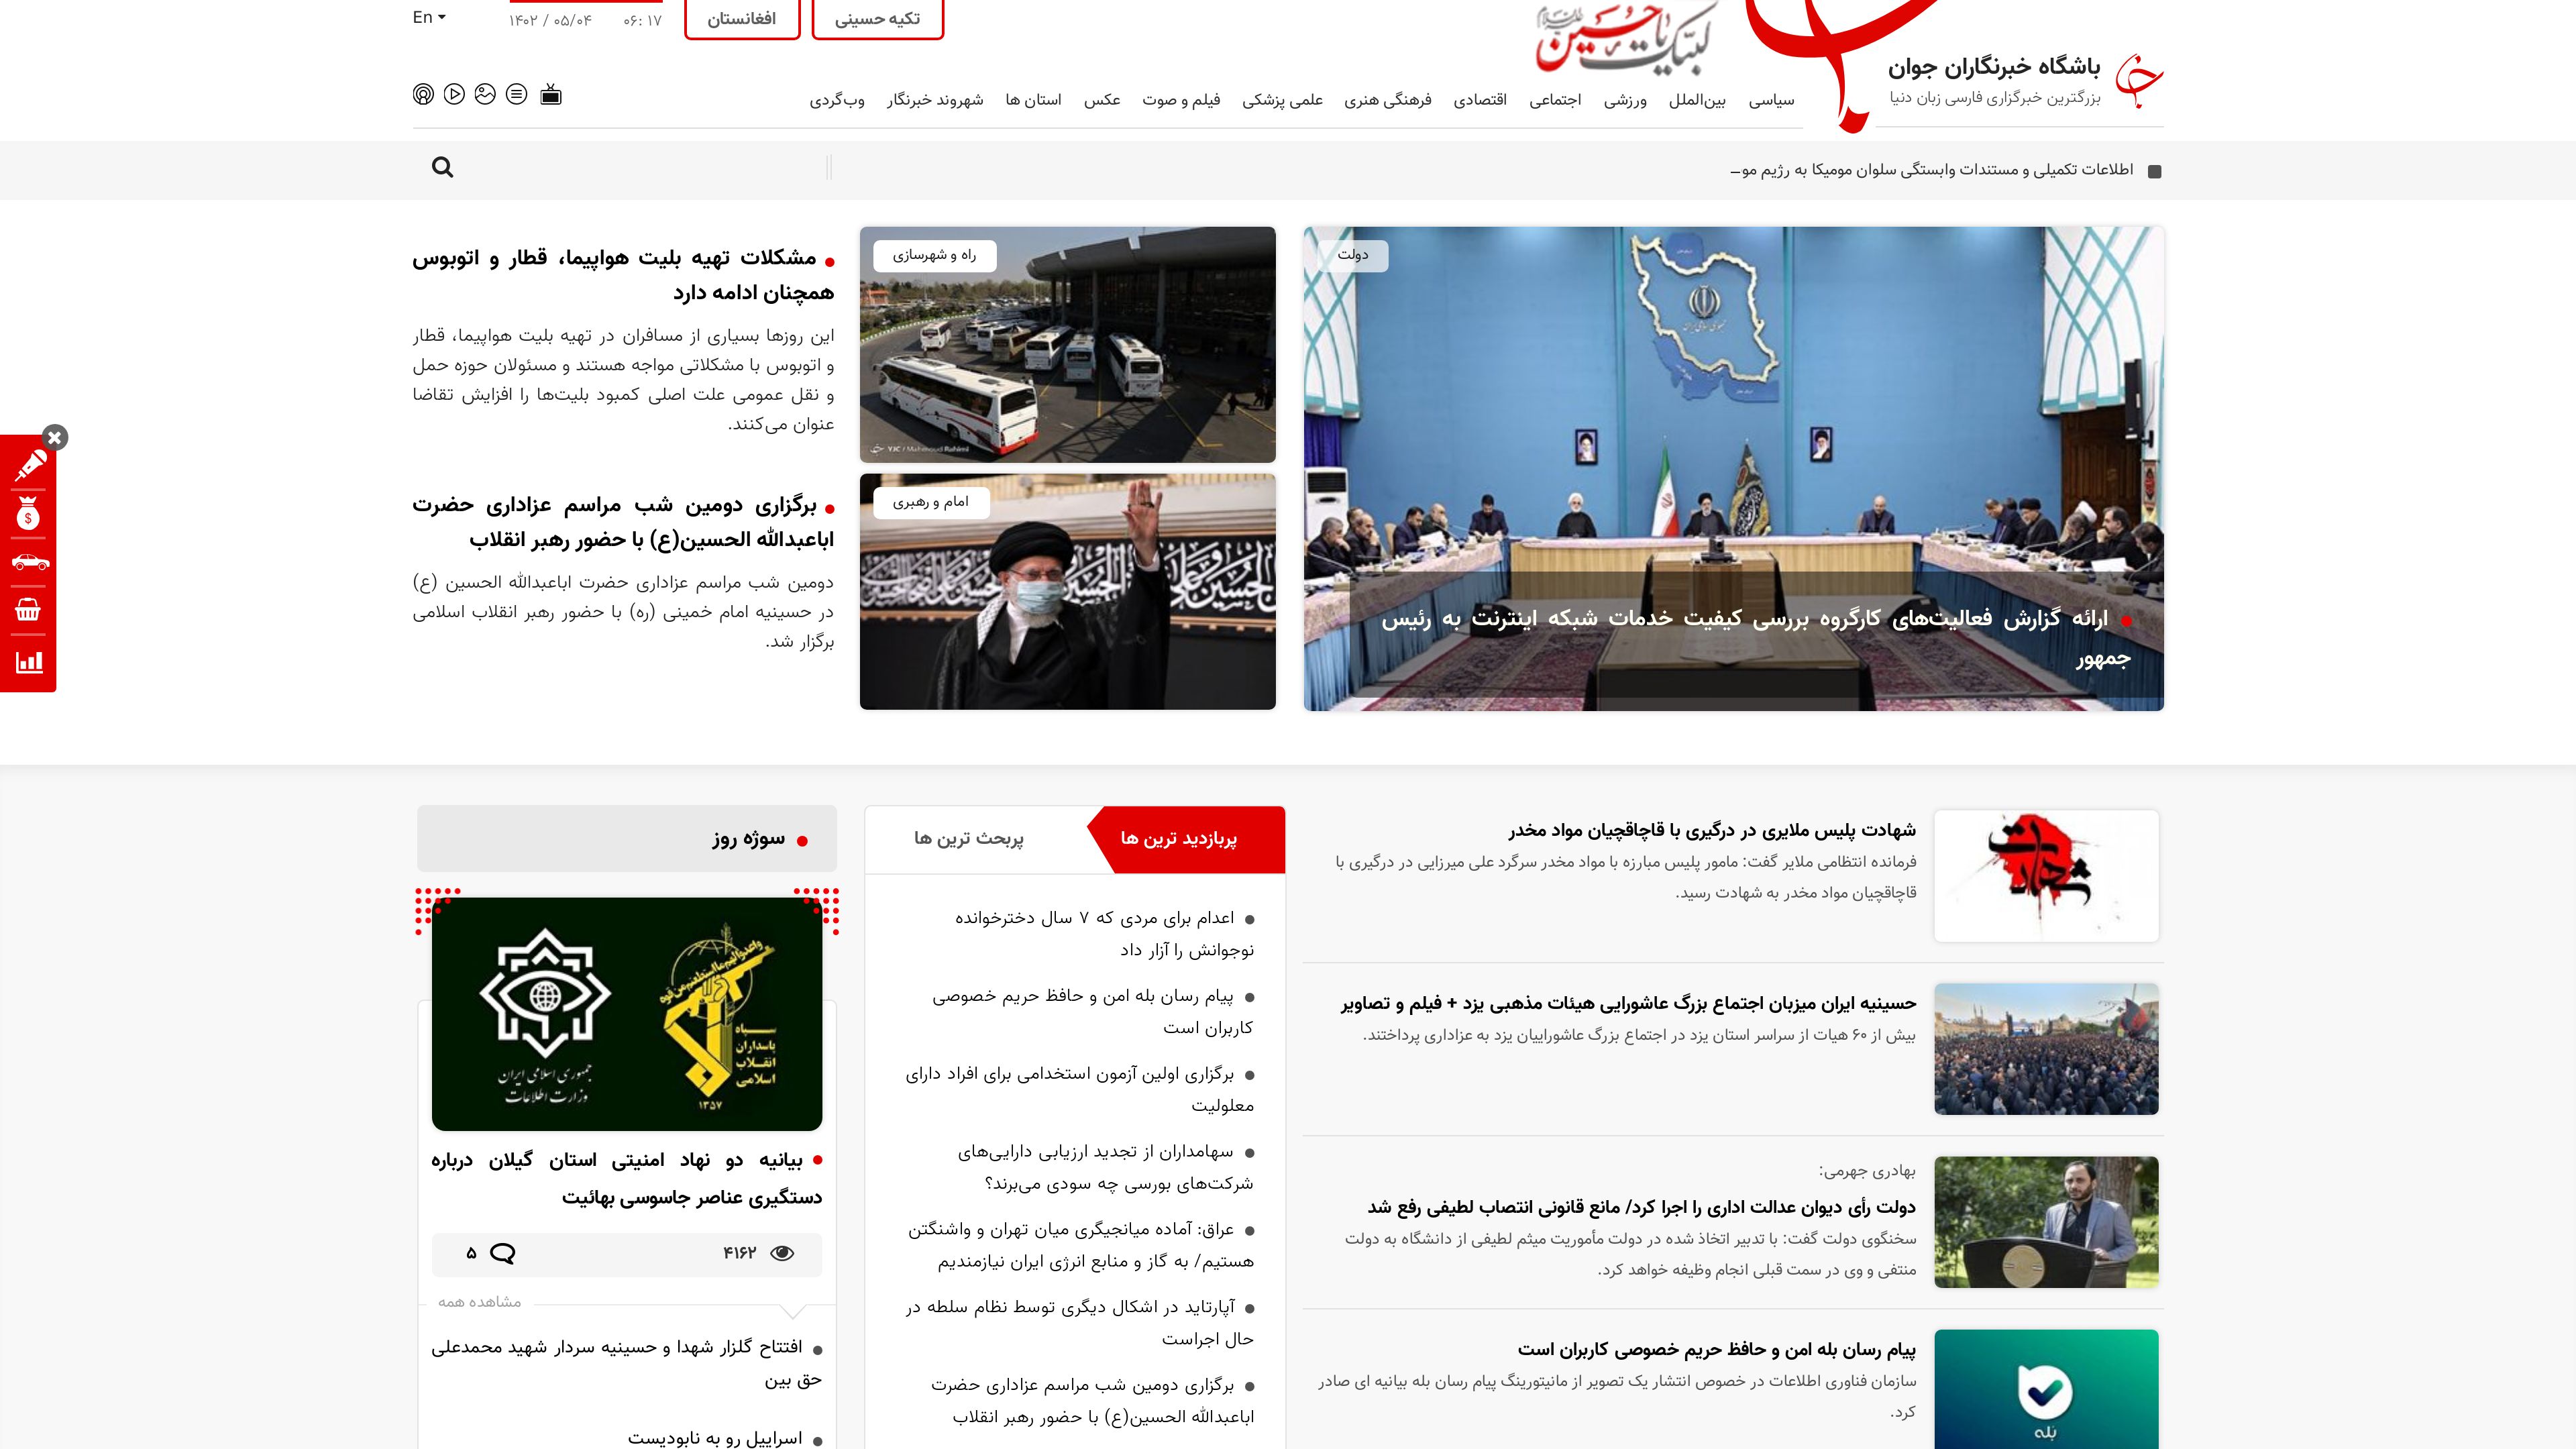 En
۱۴۰۲ / ۰۵/۰۴
۰۶: ۱۷
افغانستان
تکیه حسینی
لبیک یا حسین
باشگاه خبرنگاران جوان
بزرگترین خبرگزاری فارسی زبان دنیا
سیاسی بین‌الملل ورزشی اجتماعی اقتصادی فرهنگی هنری علمی پزشکی فیلم و صوت عکس استان ها شهروند خبرنگار وب‌گردی
اطلاعات تکمیلی و مستندات وابستگی سلوان مومیکا به رژیم مو_
دولت
ارائه گزارش فعالیت‌های کارگروه بررسی کیفیت خدمات شبکه اینترنت به رئیس
جمهور
راه و شهرسازی
YJC / Mahmoud Rahimi
مشکلات تهیه بلیت هواپیما، قطار و اتوبوس
همچنان ادامه دارد
این روزها بسیاری از مسافران در تهیه بلیت هواپیما، قطار
و اتوبوس با مشکلاتی مواجه هستند و مسئولان حوزه حمل
و نقل عمومی علت اصلی کمبود بلیت‌ها را افزایش تقاضا
عنوان می‌کنند.
امام و رهبری
برگزاری دومین شب مراسم عزاداری حضرت
اباعبدالله الحسین(ع) با حضور رهبر انقلاب
دومین شب مراسم عزاداری حضرت اباعبدالله الحسین (ع)
در حسینیه امام خمینی (ره) با حضور رهبر انقلاب اسلامی
برگزار شد.
شهادت
شهادت پلیس ملایری در درگیری با قاچاقچیان مواد مخدر
فرمانده انتظامی ملایر گفت: مامور پلیس مبارزه با مواد مخدر سرگرد علی میرزایی در درگیری با
قاچاقچیان مواد مخدر به شهادت رسید.
حسینیه ایران میزبان اجتماع بزرگ عاشورایی هیئات مذهبی یزد + فیلم و تصاویر
بیش از ۶۰ هیات از سراسر استان یزد در اجتماع بزرگ عاشوراییان یزد به عزاداری پرداختند.
بهادری جهرمی:
دولت رأی دیوان عدالت اداری را اجرا کرد/ مانع قانونی انتصاب لطیفی رفع شد
سخنگوی دولت گفت: با تدبیر اتخاذ شده در دولت مأموریت میثم لطیفی از دانشگاه به دولت
منتفی و وی در سمت قبلی انجام وظیفه خواهد کرد.
پیام رسان بله امن و حافظ حریم خصوصی کاربران است
سازمان فناوری اطلاعات در خصوص انتشار یک تصویر از مانیتورینگ پیام رسان بله بیانیه ای صادر
کرد.
بله
پربازدید ترین ها
پربحث ترین ها
اعدام برای مردی که ۷ سال دخترخوانده
نوجوانش را آزار داد
پیام رسان بله امن و حافظ حریم خصوصی
کاربران است
برگزاری اولین آزمون استخدامی برای افراد دارای
معلولیت
سهامداران از تجدید ارزیابی دارایی‌های
شرکت‌های بورسی چه سودی می‌برند؟
عراق: آماده میانجیگری میان تهران و واشنگتن
هستیم/ به گاز و منابع انرژی ایران نیازمندیم
آپارتاید در اشکال دیگری توسط نظام سلطه در
حال اجراست
برگزاری دومین شب مراسم عزاداری حضرت
اباعبدالله الحسین(ع) با حضور رهبر انقلاب
سوژه روز
سپاه
پاسداران
انقلاب
اسلامی
۱۳۵۷
جمهوری اسلامی ایران
وزارت اطلاعات
بیانیه دو نهاد امنیتی استان گیلان درباره
دستگیری عناصر جاسوسی بهائیت
۴۱۶۲
۵
مشاهده همه
افتتاح گلزار شهدا و حسینیه سردار شهید محمدعلی
حق بین
اسراییل رو به نابودیست